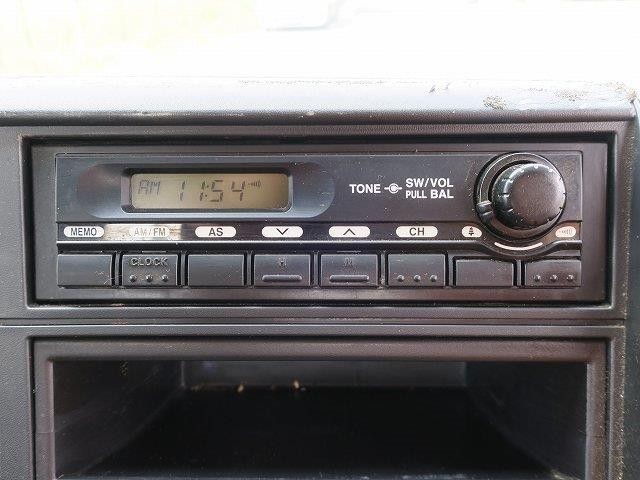 AM 11:54
TONE SW/VOL
PULL BAL
MEMO AM/FM AS CH
CLOCK H M